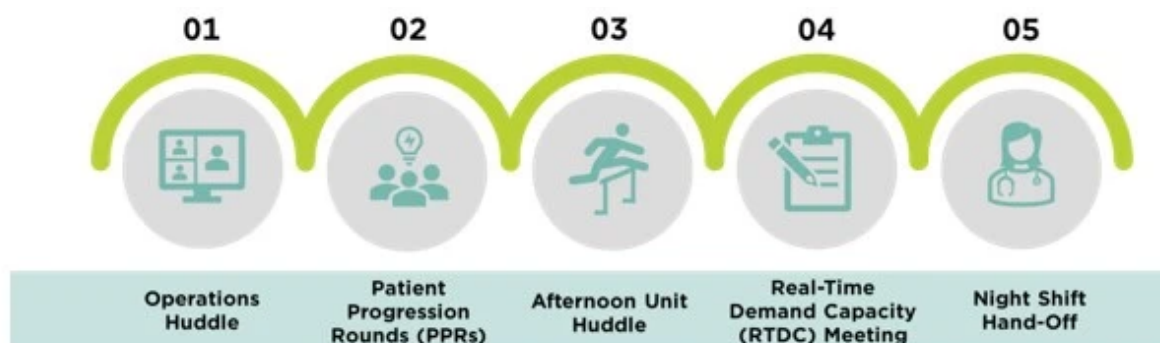 01
02
03
04
05
Operations
Huddle
Patient
Progression
Rounds (PPRs)
Afternoon Unit
Huddle
Real-Time
Demand Capacity
(RTDC) Meeting
Night Shift
Hand-Off